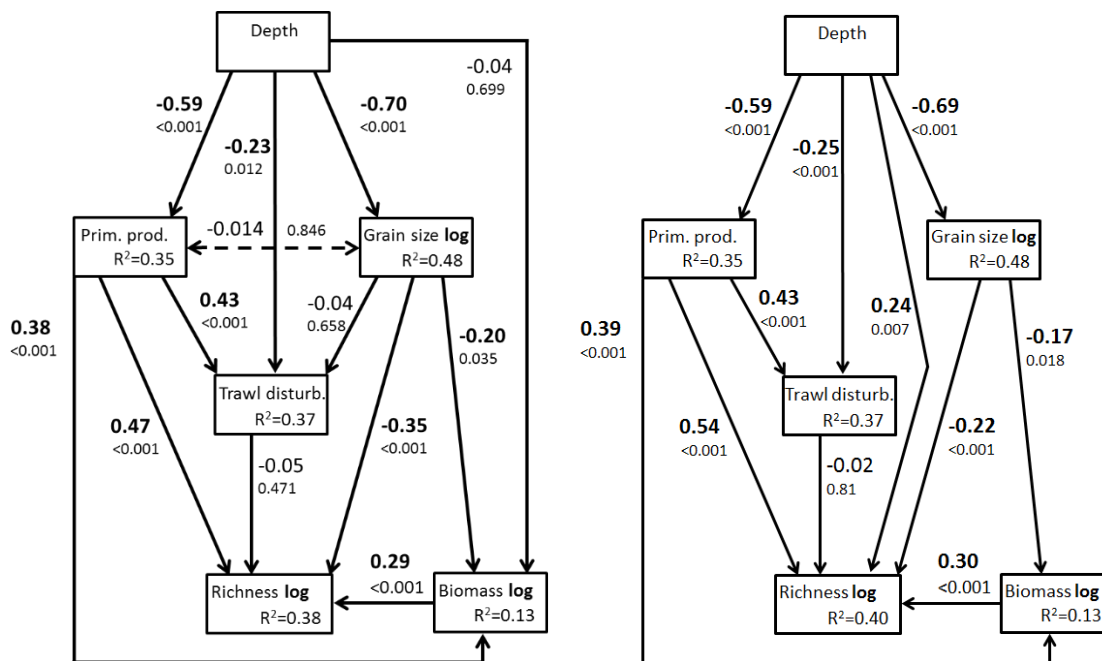 Depth
-0.04
0.699
-0.59
<0.001
-0.70
<0.001
-0.23
0.012
Prim. prod.
R²=0.35
-0.014
0.846
Grain size log
R²=0.48
0.43
<0.001
-0.04
0.658
0.38
<0.001
-0.20
0.035
Trawl disturb.
R²=0.37
0.47
<0.001
-0.35
<0.001
-0.05
0.471
0.29
<0.001
Richness log
R²=0.38
Biomass log
R²=0.13
Depth
-0.59
<0.001
-0.69
<0.001
-0.25
<0.001
Prim. prod.
R²=0.35
Grain size log
R²=0.48
0.43
<0.001
0.24
0.007
0.39
<0.001
-0.17
0.018
Trawl disturb.
R²=0.37
0.54
<0.001
-0.22
<0.001
-0.02
0.81
0.30
<0.001
Richness log
R²=0.40
Biomass log
R²=0.13